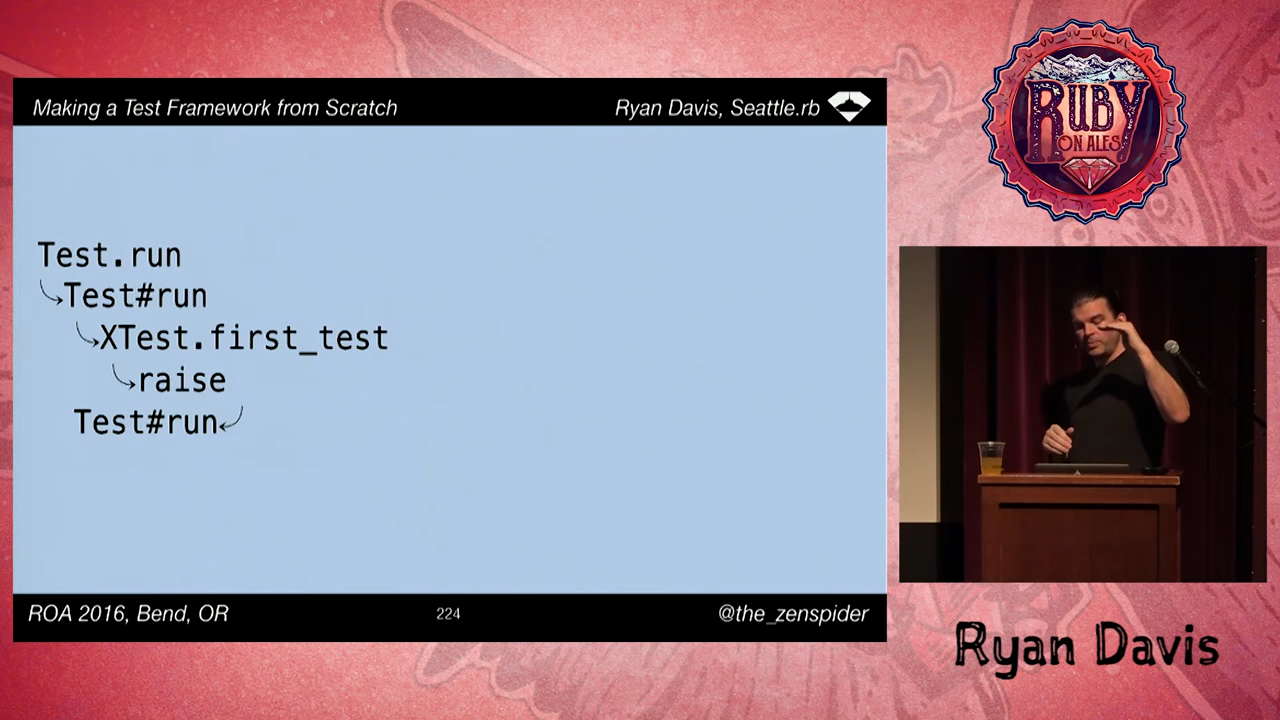 Making a Test Framework from Scratch
Ryan Davis, Seattle.rb
Test.run
Test#run
XTest.first_test
raise
Test#run
ROA 2016, Bend, OR
224
@the_zenspider
RUBY
ON ALES
Ryan Davis